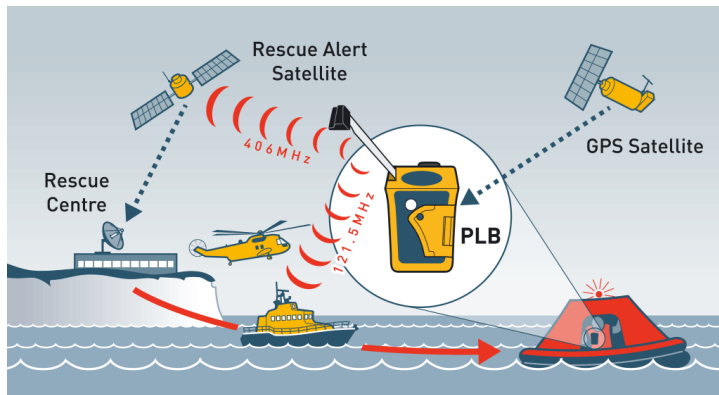 Rescue Alert
Satellite
406MHz
GPS Satellite
Rescue
Centre
121.5MHz
PLB